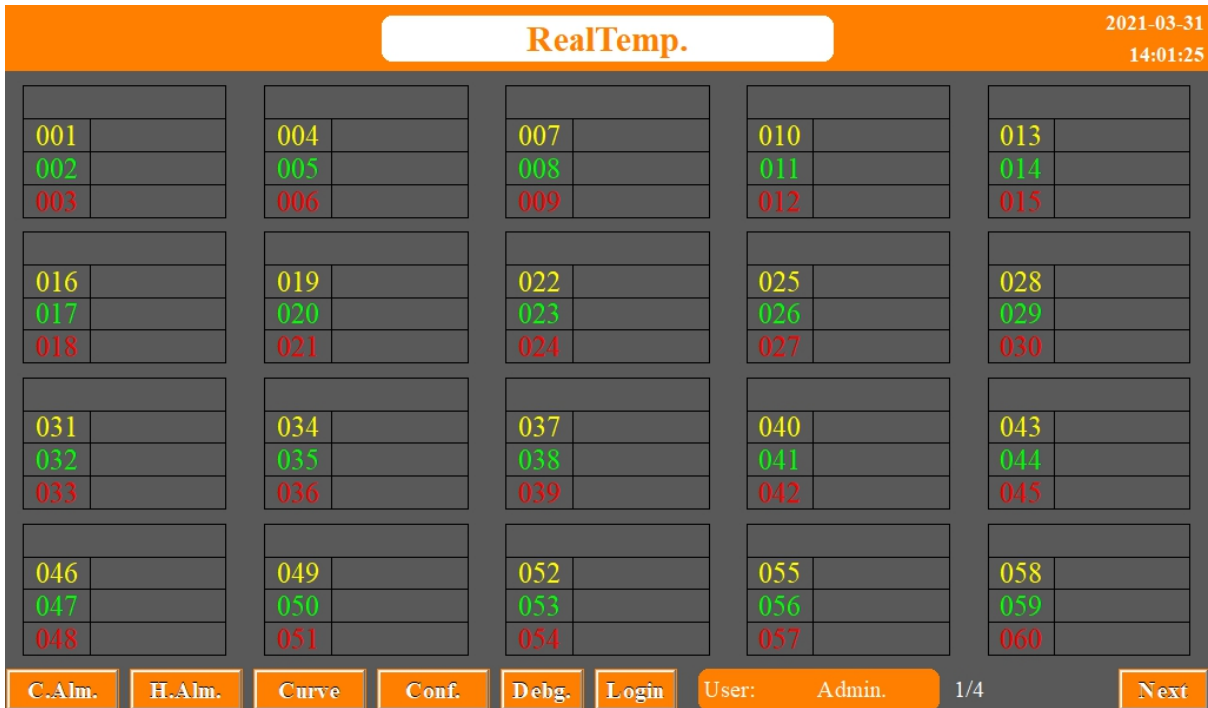 RealTemp.
2021-03-31
14:01:25
001 004 007 010 013
002 005 008 011 014
003 006 009 012 015
016 019 022 025 028
017 020 023 026 029
018 021 024 027 030
031 034 037 040 043
032 035 038 041 044
033 036 039 042 045
046 049 052 055 058
047 050 053 056 059
048 051 054 057 060
C.Alm. H.Alm. Curve Conf. Debg. Login User: Admin. 1/4 Next